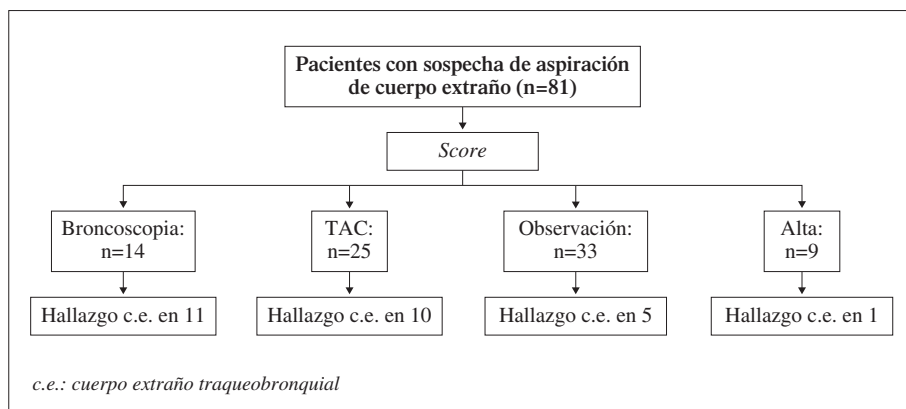 Pacientes con sospecha de aspiración
de cuerpo extraño (n=81)
Score
Broncoscopia:
n=14
TAC:
n=25
Observación:
n=33
Alta:
n=9
Hallazgo c.e. en 11
Hallazgo c.e. en 10
Hallazgo c.e. en 5
Hallazgo c.e. en 1
c.e.: cuerpo extraño traqueobronquial